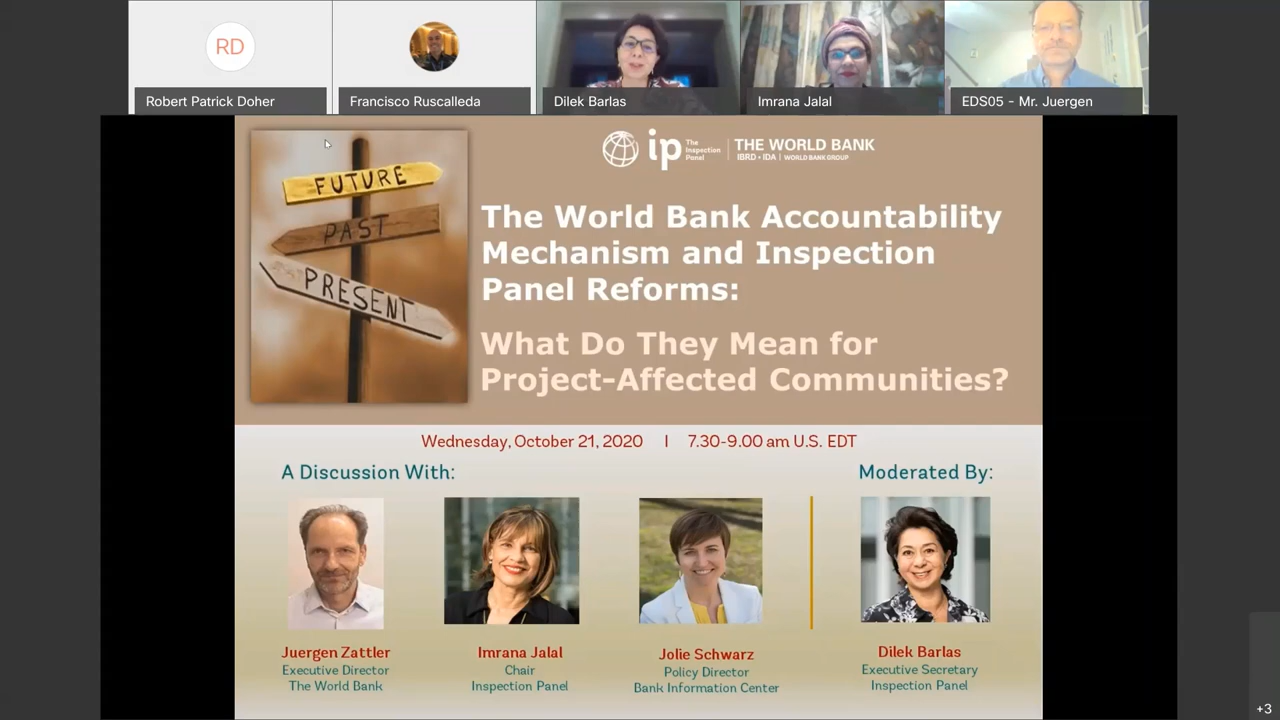 RD
Robert Patrick Doher
Francisco Ruscalleda
Dilek Barlas
Imrana Jalal
EDS05 - Mr. Juergen
FUTURE
PAST
PRESENT
ip The Inspection Panel
THE WORLD BANK
IBRD • IDA | WORLD BANK GROUP
The World Bank Accountability
Mechanism and Inspection
Panel Reforms:
What Do They Mean for
Project-Affected Communities?
Wednesday, October 21, 2020 | 7.30-9.00 am U.S. EDT
A Discussion With:
Moderated By:
Juergen Zattler
Executive Director
The World Bank
Imrana Jalal
Chair
Inspection Panel
Jolie Schwarz
Policy Director
Bank Information Center
Dilek Barlas
Executive Secretary
Inspection Panel
+3